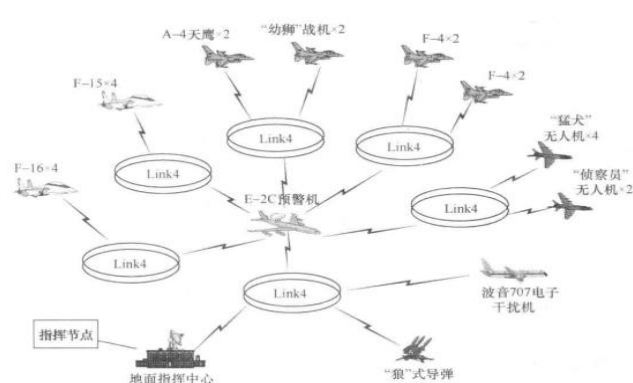 A-4天鹰×2
“幼狮”战机×2
F-4×2
F-4×2
F-15×4
“猛犬”
无人机×4
Link4
Link4
Link4
“侦察员”
无人机×2
F-16×4
E-2C预警机
Link4
Link4
Link4
波音707电子
干扰机
指挥节点
地面指挥中心
“狼”式导弹